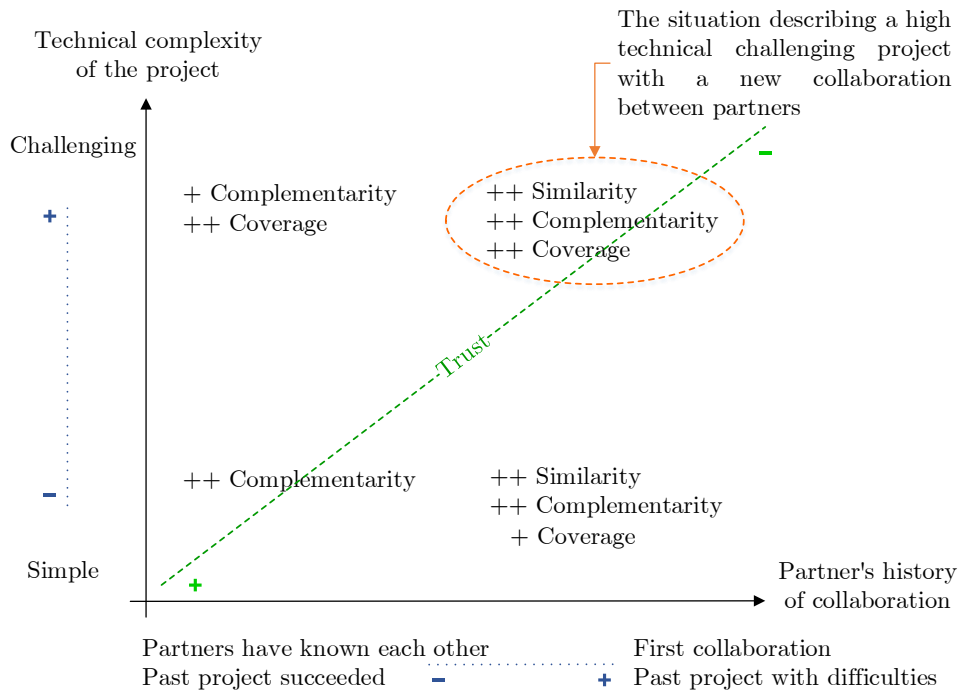 The situation describing a high
technical challenging project
with a new collaboration
between partners
Technical complexity
of the project
Challenging
+
-
+ Complementarity
++ Coverage
++ Similarity
++ Complementarity
++ Coverage
Trust
++ Complementarity
++ Similarity
++ Complementarity
+ Coverage
-
Simple
+
Partner's history
of collaboration
Partners have known each other
Past project succeeded
-
+
First collaboration
Past project with difficulties